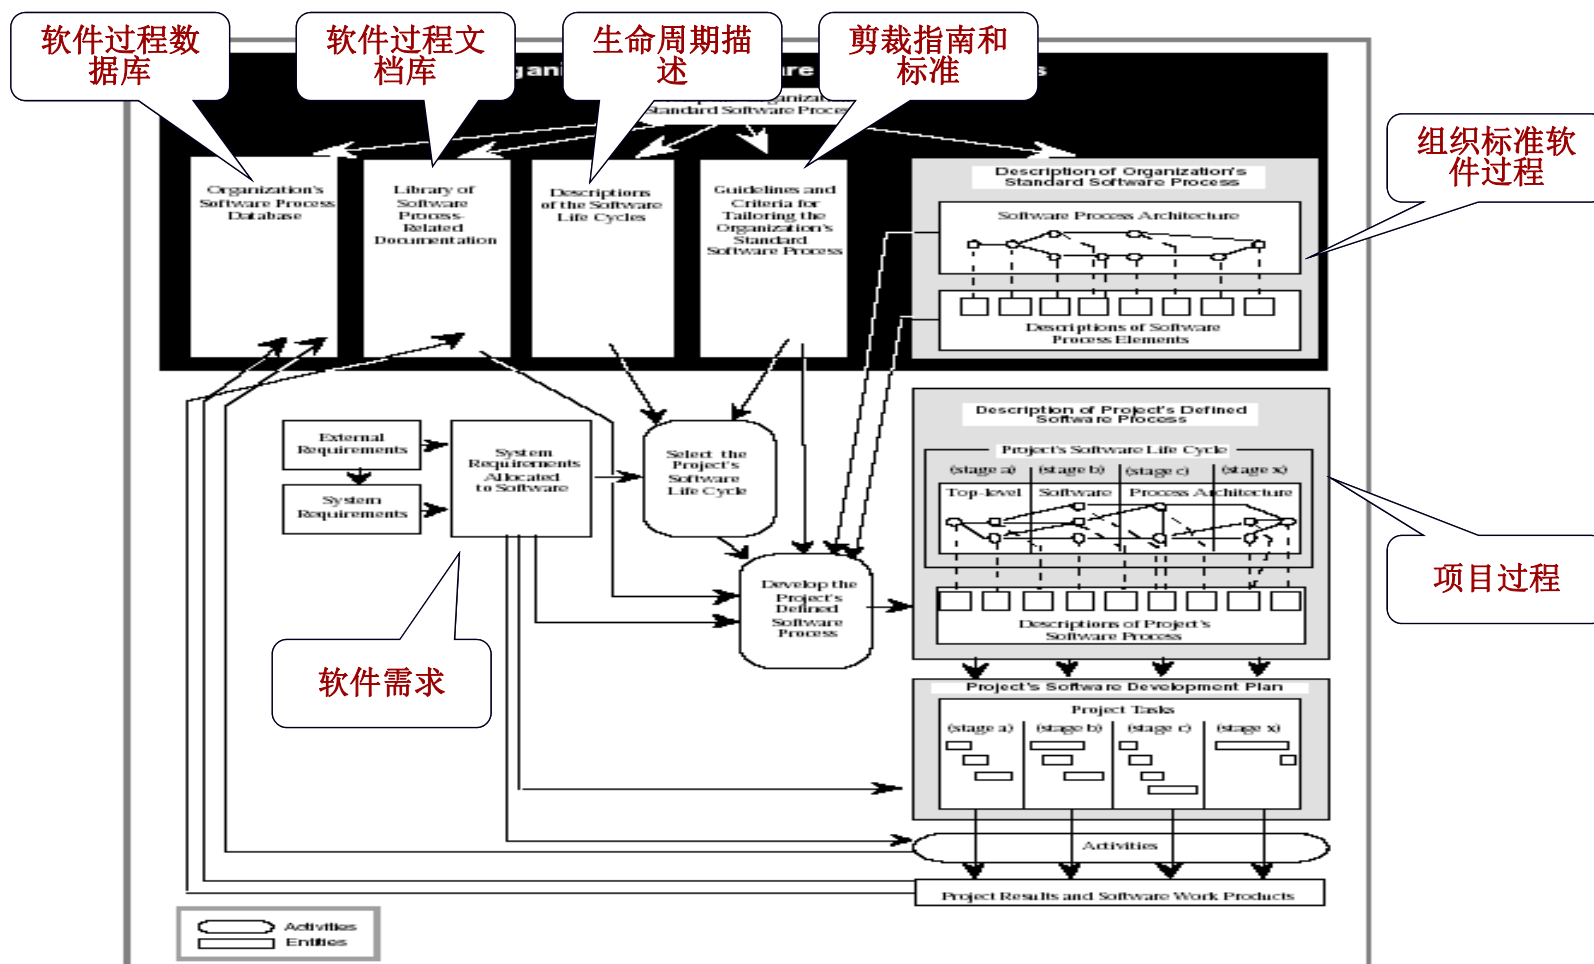 软件过程数
据库
软件过程文
档库
生命周期描
述
剪裁指南和
标准
Standard Software Process
组织标准软
件过程
Organization's
Software Process
Database
Library of
Software
Process-
Related
Documentation
Descriptions
of the Software
Life Cycles
Guidelines and
Criteria for
Tailoring the
Organization's
Standard
Software Process
Description of Organization's
Standard Software Process
Software Process Architecture
Descriptions of Software
Process Elements
External
Requirements
System
Requirements
System
Requirements
Allocated
to Software
Select the
Project's
Software
Life Cycle
Develop the
Project's
Defined
Software
Process
Description of Project's Defined
Software Process
Project's Software Life Cycle
(stage a) (stage b) (stage c) (stage x)
Top-level Software Process Architecture
Descriptions of Project's
Software Process
项目过程
软件需求
Project's Software Development Plan
Project Tasks
(stage a) (stage b) (stage c) (stage x)
Activities
Project Results and Software Work Products
Activities
Entities